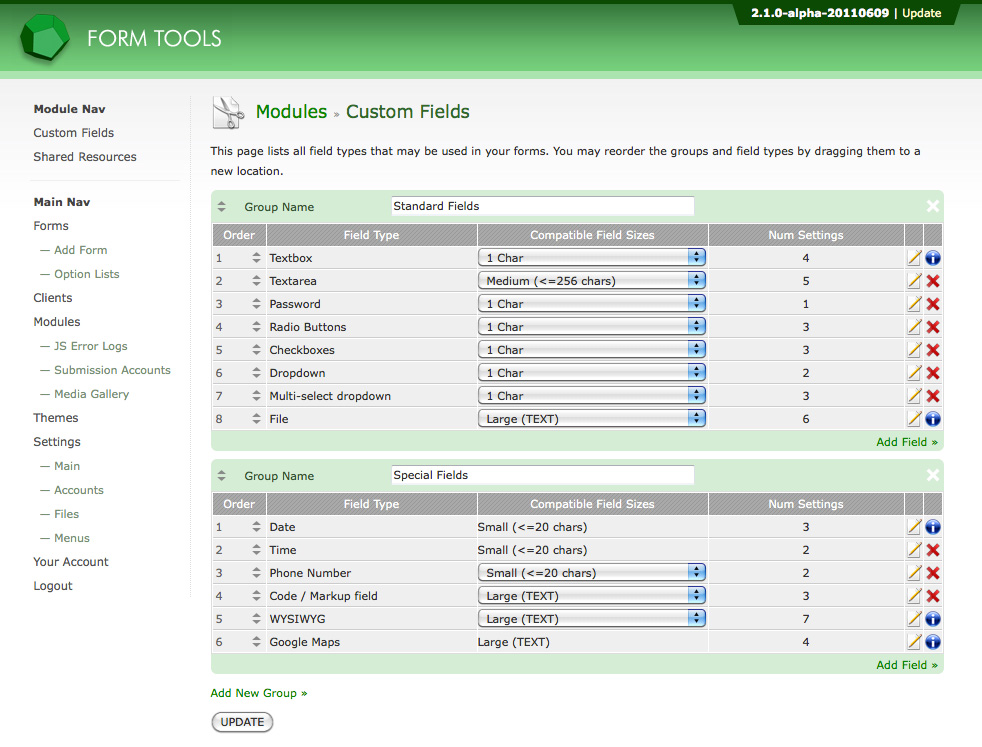 2.1.0-alpha-20110609 | Update
FORM TOOLS
Module Nav
Custom Fields
Shared Resources
Main Nav
Forms
— Add Form
— Option Lists
Clients
Modules
— JS Error Logs
— Submission Accounts
— Media Gallery
Themes
Settings
— Main
— Accounts
— Files
— Menus
Your Account
Logout
Modules » Custom Fields
This page lists all field types that may be used in your forms. You may reorder the groups and field types by dragging them to a
new location.
Group Name Standard Fields
Order Field Type Compatible Field Sizes Num Settings
1 Textbox 1 Char 4
2 Textarea Medium (<=256 chars) 5
3 Password 1 Char 1
4 Radio Buttons 1 Char 3
5 Checkboxes 1 Char 3
6 Dropdown 1 Char 2
7 Multi-select dropdown 1 Char 3
8 File Large (TEXT) 6
Add Field »
Group Name Special Fields
Order Field Type Compatible Field Sizes Num Settings
1 Date Small (<=20 chars) 3
2 Time Small (<=20 chars) 2
3 Phone Number Small (<=20 chars) 2
4 Code / Markup field Large (TEXT) 3
5 WYSIWYG Large (TEXT) 7
6 Google Maps Large (TEXT) 4
Add Field »
Add New Group »
UPDATE